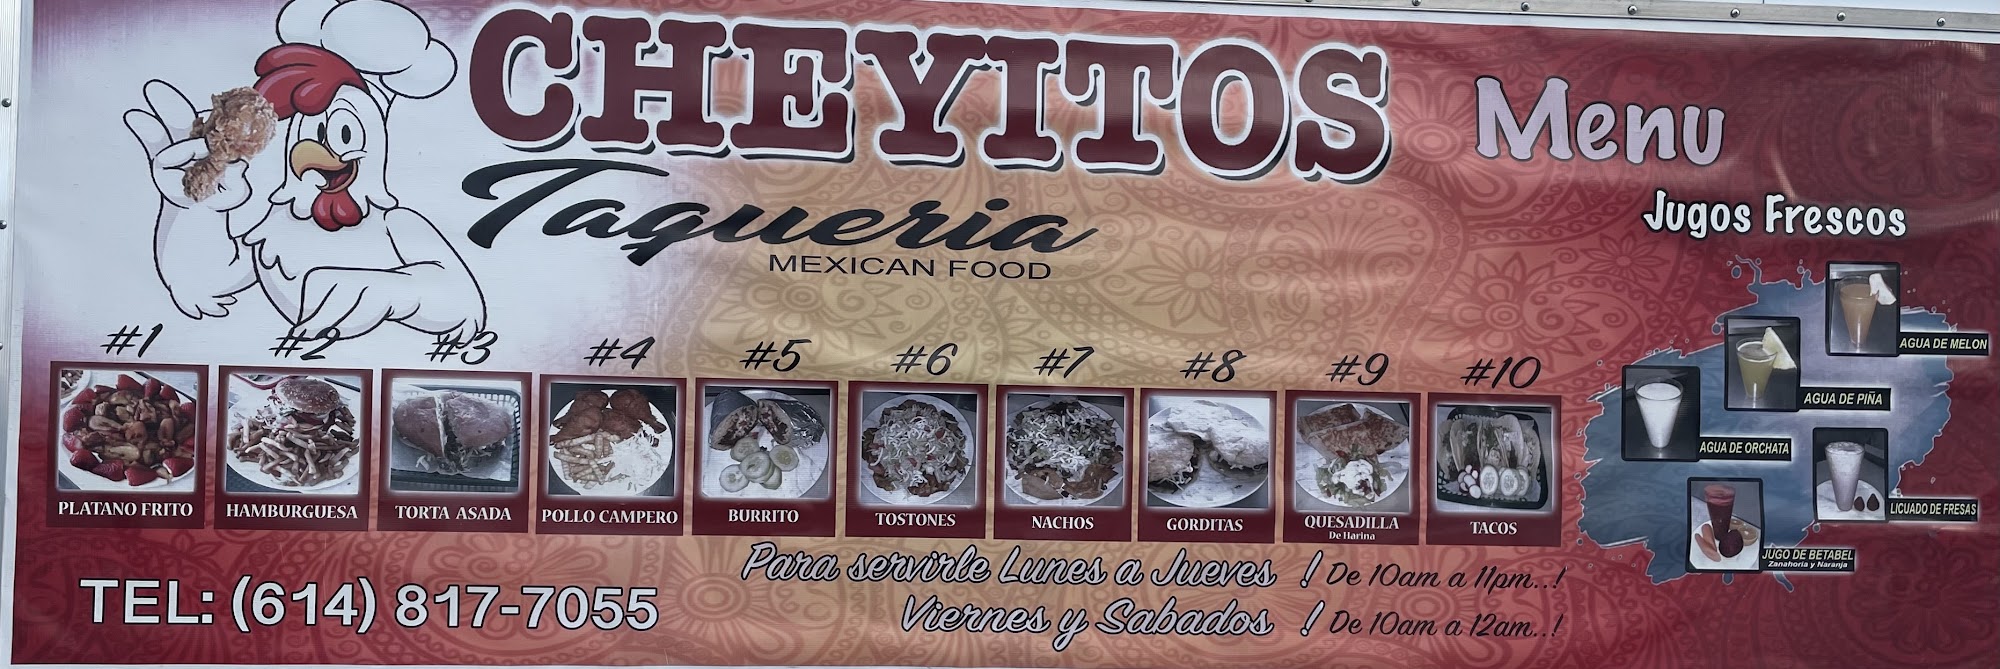 CHEYITOS
Taqueria
MEXICAN FOOD
Menu
Jugos Frescos
#1
PLATANO FRITO
#2
HAMBURGUESA
#3
TORTA ASADA
#4
POLLO CAMPERO
#5
BURRITO
#6
TOSTONES
#7
NACHOS
#8
GORDITAS
#9
QUESADILLA
De Harina
#10
TACOS
AGUA DE MELON
AGUA DE PIÑA
AGUA DE ORCHATA
LICUADO DE FRESAS
JUGO DE BETABEL
Zanahoria y Naranja
TEL: (614) 817-7055
Para servirle Lunes a Jueves ! De 10am a 11pm..!
Viernes y Sabados ! De 10am a 12am..!